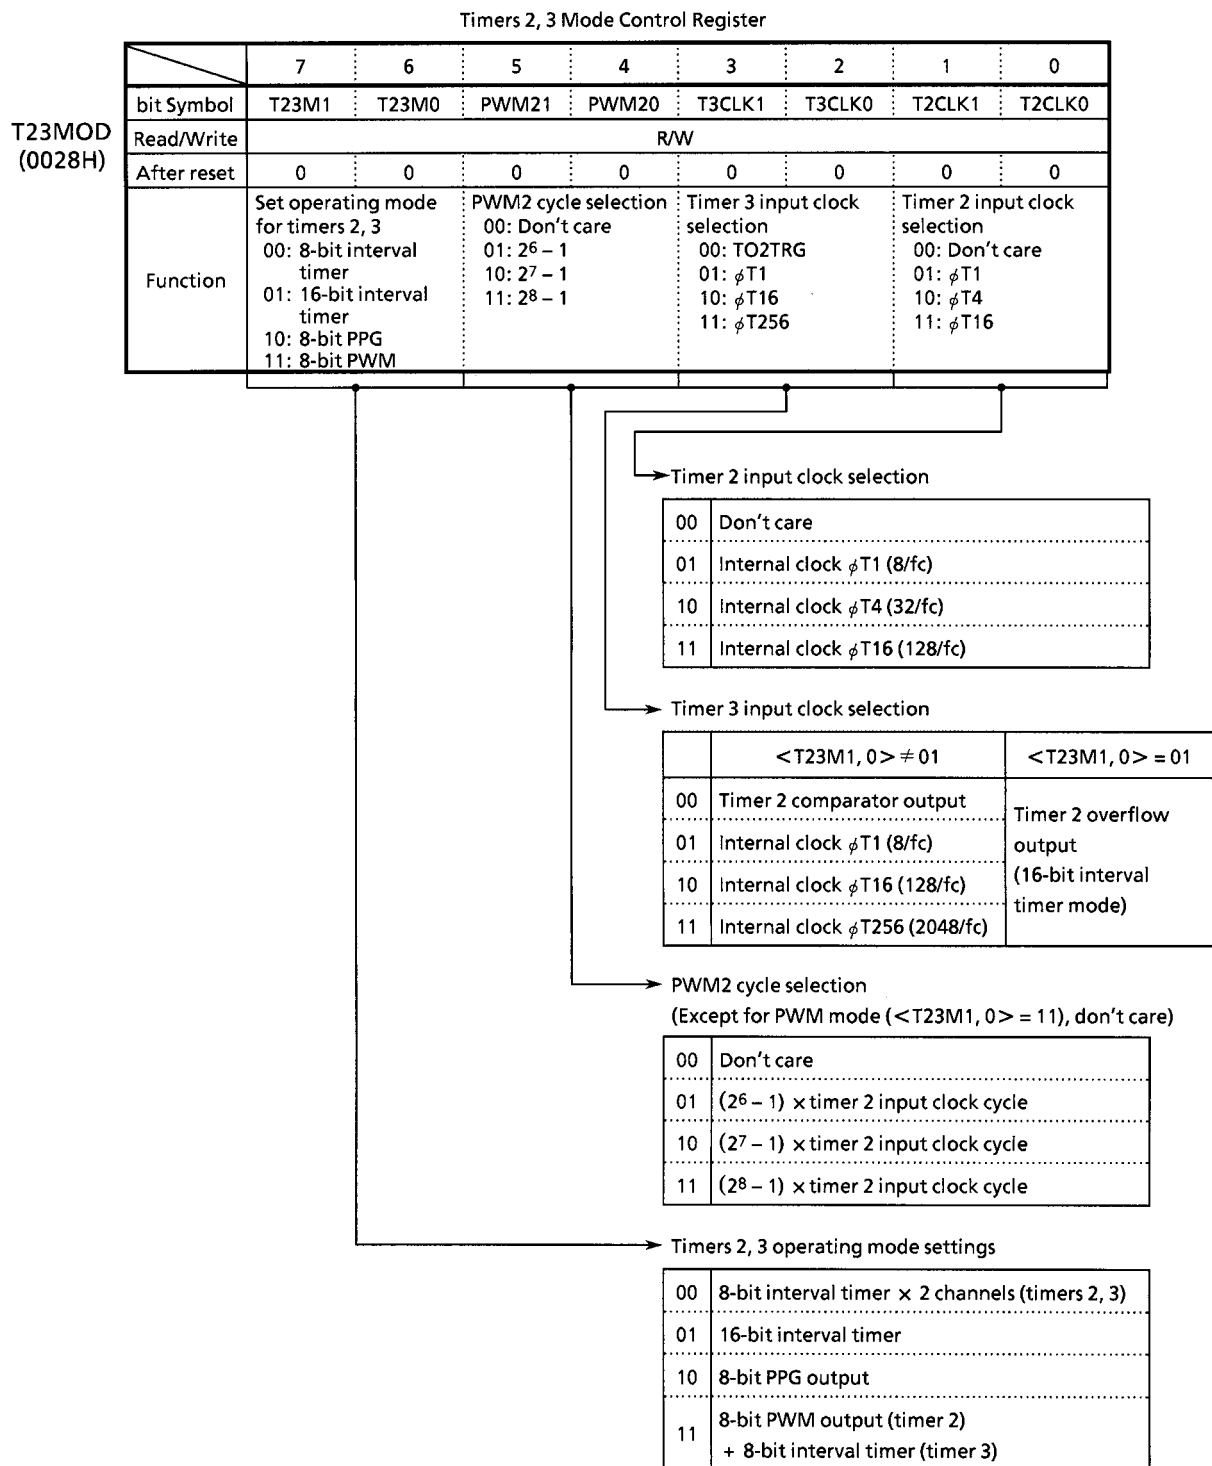 Timers 2, 3 Mode Control Register
7 6 5 4 3 2 1 0
bit Symbol T23M1 T23M0 PWM21 PWM20 T3CLK1 T3CLK0 T2CLK1 T2CLK0
T23MOD
(0028H)
Read/Write R/W
After reset 0 0 0 0 0 0 0 0
Function
Set operating mode
for timers 2, 3
00: 8-bit interval
timer
01: 16-bit interval
timer
10: 8-bit PPG
11: 8-bit PWM
PWM2 cycle selection
00: Don't care
01: 2⁶ – 1
10: 2⁷ – 1
11: 2⁸ – 1
Timer 3 input clock
selection
00: TO2TRG
01: ϕT1
10: ϕT16
11: ϕT256
Timer 2 input clock
selection
00: Don't care
01: ϕT1
10: ϕT4
11: ϕT16
Timer 2 input clock selection
00 Don't care
01 Internal clock ϕT1 (8/fc)
10 Internal clock ϕT4 (32/fc)
11 Internal clock ϕT16 (128/fc)
Timer 3 input clock selection
<T23M1, 0> ≠ 01 <T23M1, 0> = 01
00 Timer 2 comparator output
01 Internal clock ϕT1 (8/fc)
10 Internal clock ϕT16 (128/fc)
11 Internal clock ϕT256 (2048/fc)
Timer 2 overflow
output
(16-bit interval
timer mode)
PWM2 cycle selection
(Except for PWM mode (<T23M1, 0> = 11), don't care)
00 Don't care
01 (2⁶ – 1) × timer 2 input clock cycle
10 (2⁷ – 1) × timer 2 input clock cycle
11 (2⁸ – 1) × timer 2 input clock cycle
Timers 2, 3 operating mode settings
00 8-bit interval timer × 2 channels (timers 2, 3)
01 16-bit interval timer
10 8-bit PPG output
11 8-bit PWM output (timer 2)
+ 8-bit interval timer (timer 3)